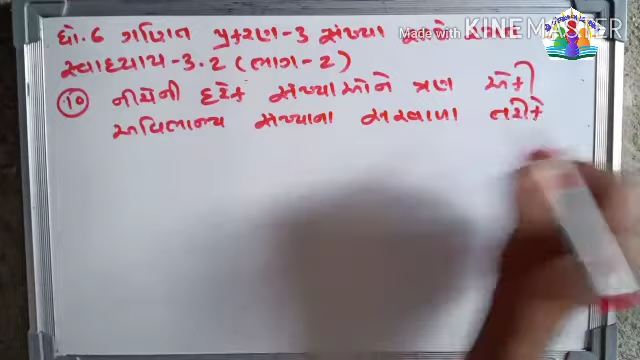 ધો. 6 ગણિત પ્રકરણ-3 સંખ્યા
Made with KINEMASTER
સ્વાધ્યાય-3.2 (ભાગ-2)
10 નીચેની દરેક સંખ્યાઓને ત્રણ એકી
અવિભાજ્ય સંખ્યાના સરવાળા તરીકે